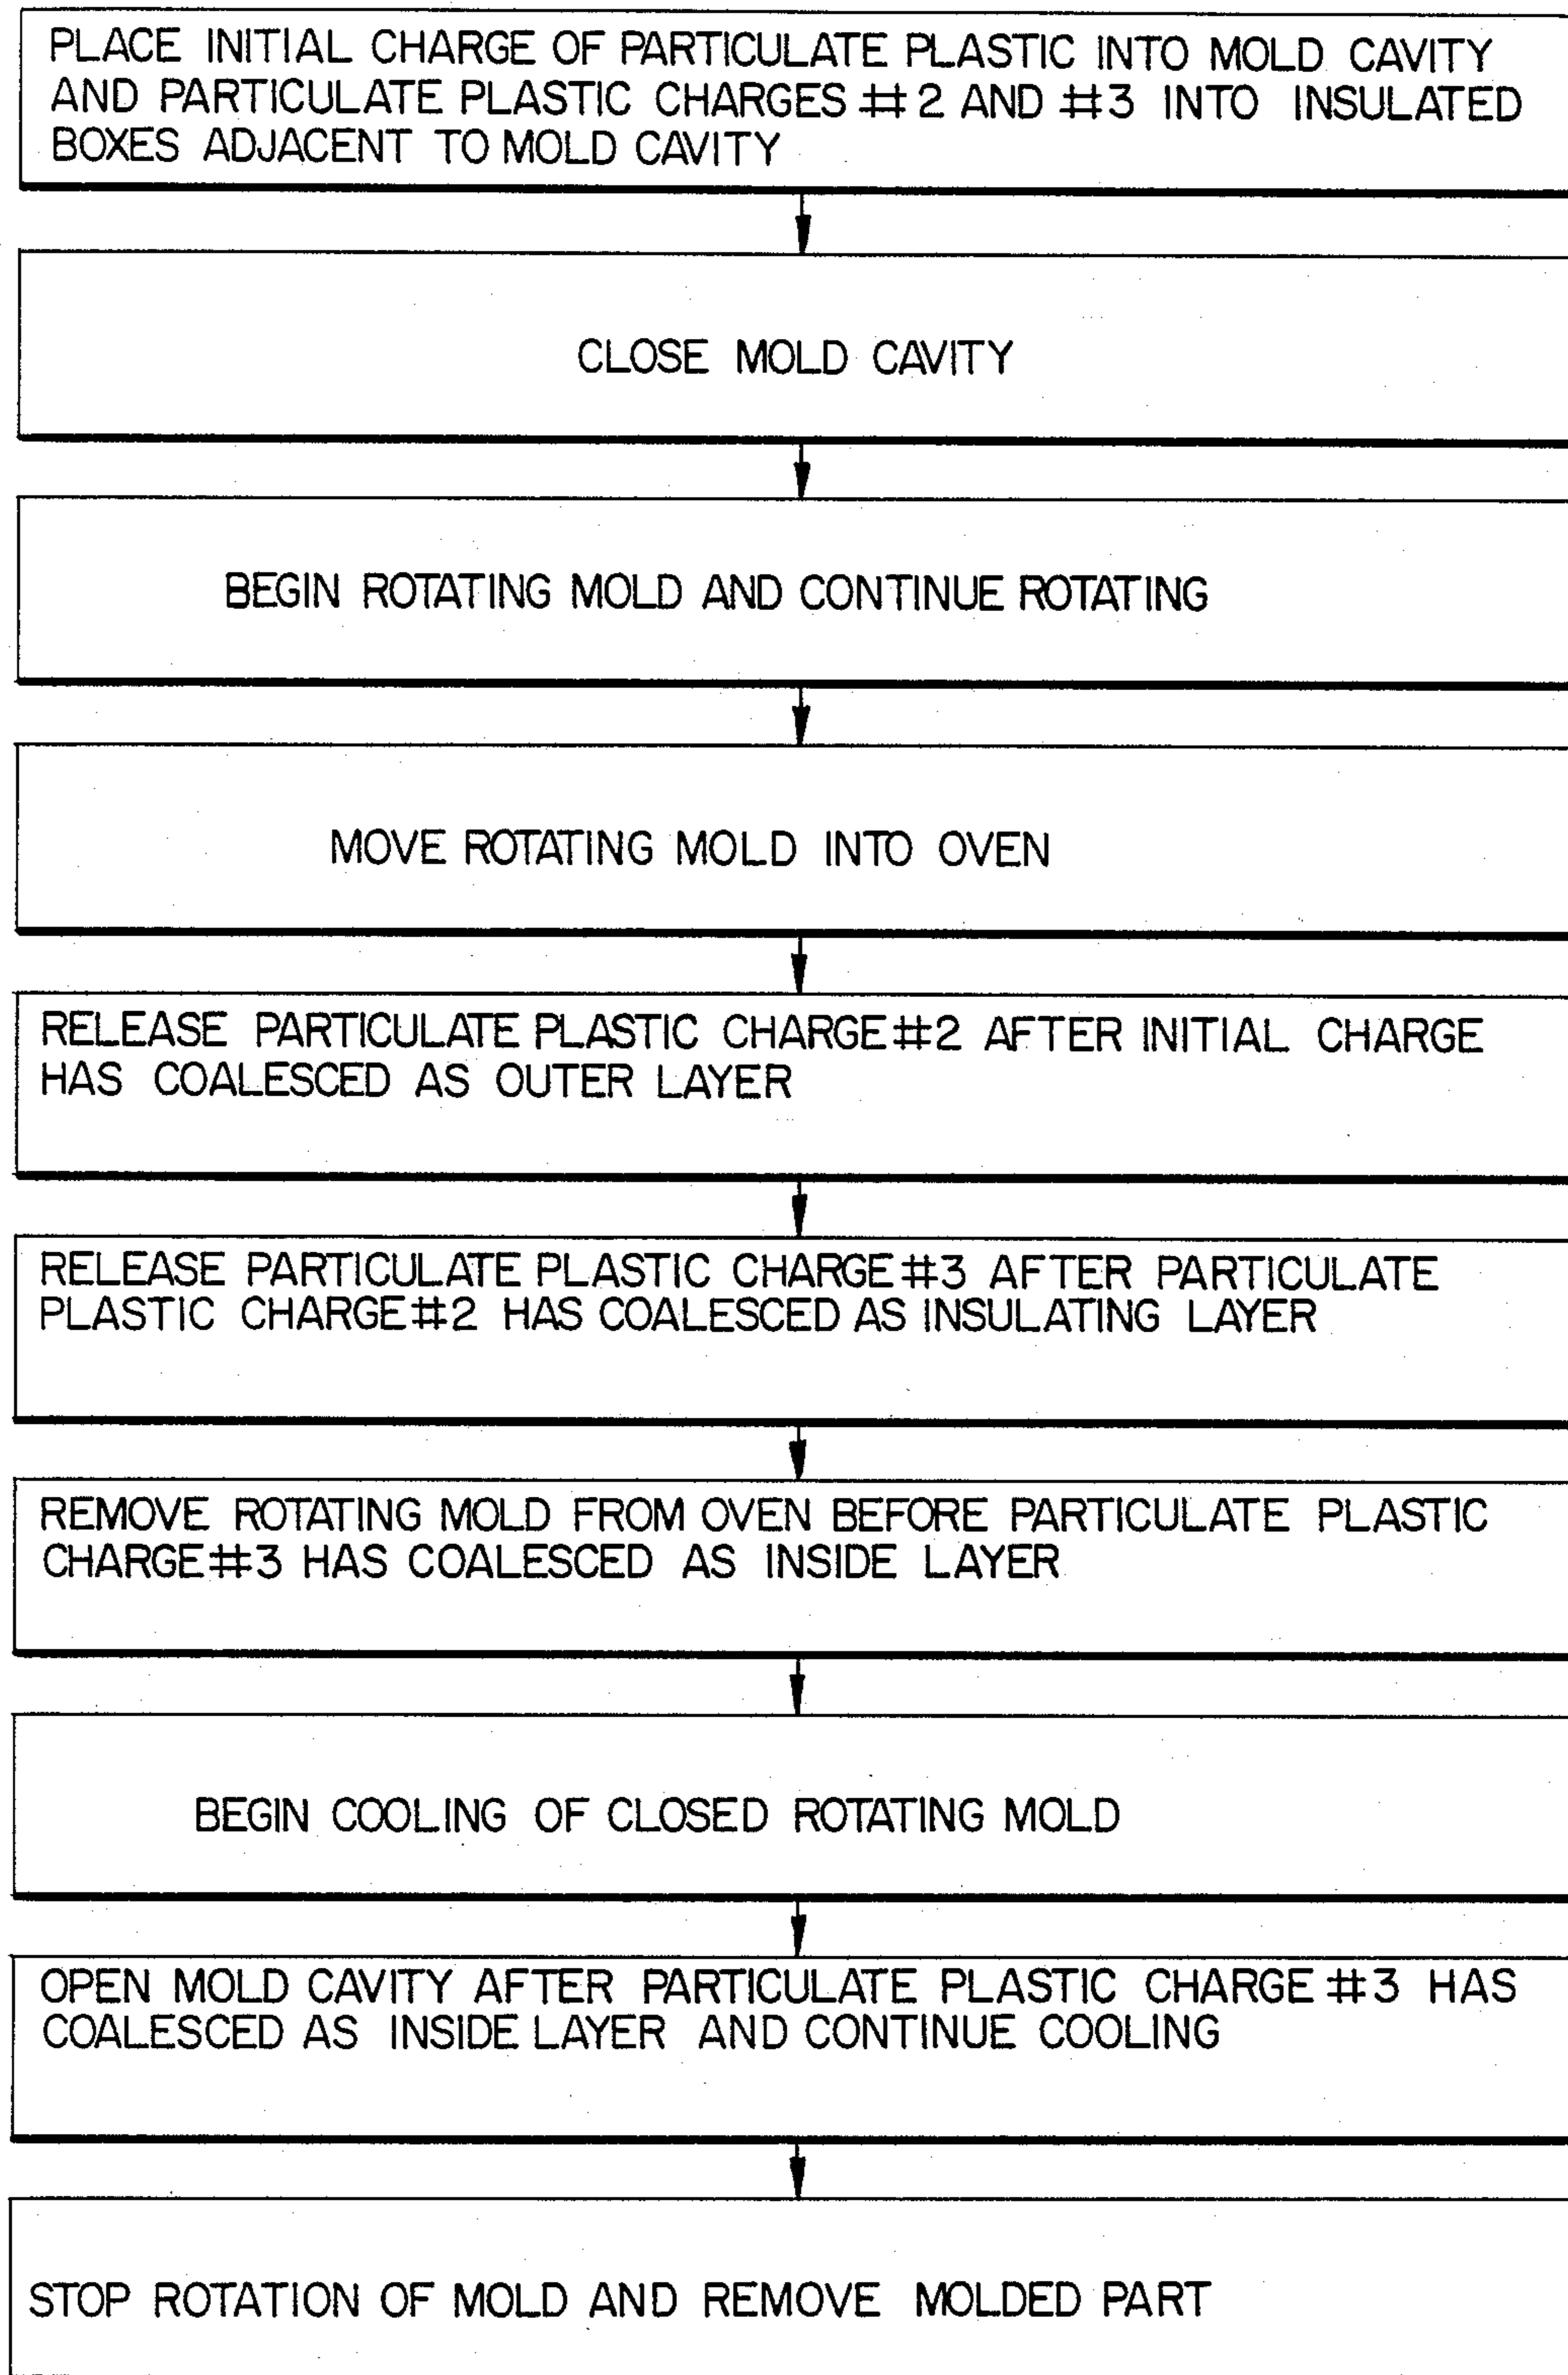 PLACE INITIAL CHARGE OF PARTICULATE PLASTIC INTO MOLD CAVITY
AND PARTICULATE PLASTIC CHARGES #2 AND #3 INTO INSULATED
BOXES ADJACENT TO MOLD CAVITY
CLOSE MOLD CAVITY
BEGIN ROTATING MOLD AND CONTINUE ROTATING
MOVE ROTATING MOLD INTO OVEN
RELEASE PARTICULATE PLASTIC CHARGE #2 AFTER INITIAL CHARGE
HAS COALESCED AS OUTER LAYER
RELEASE PARTICULATE PLASTIC CHARGE #3 AFTER PARTICULATE
PLASTIC CHARGE #2 HAS COALESCED AS INSULATING LAYER
REMOVE ROTATING MOLD FROM OVEN BEFORE PARTICULATE PLASTIC
CHARGE #3 HAS COALESCED AS INSIDE LAYER
BEGIN COOLING OF CLOSED ROTATING MOLD
OPEN MOLD CAVITY AFTER PARTICULATE PLASTIC CHARGE #3 HAS
COALESCED AS INSIDE LAYER AND CONTINUE COOLING
STOP ROTATION OF MOLD AND REMOVE MOLDED PART